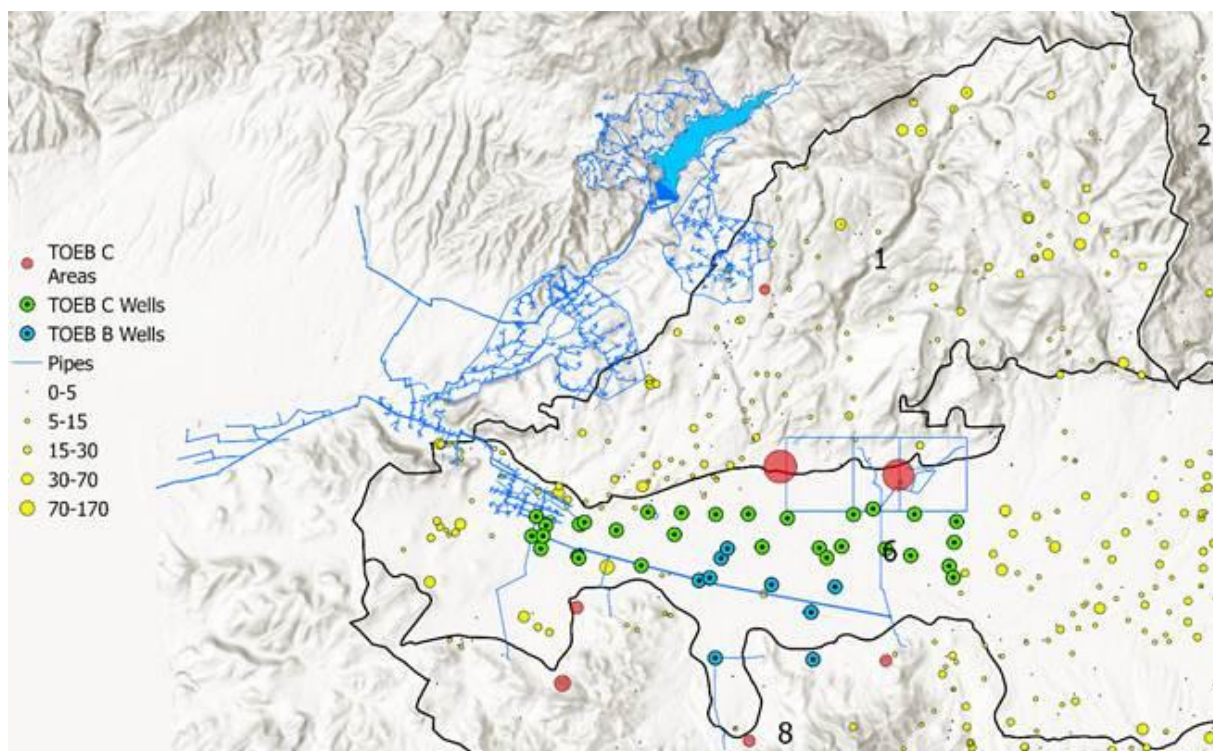 2
1
TOEB C
Areas
TOEB C Wells
TOEB B Wells
Pipes
0-5
5-15
15-30
30-70
70-170
6
8